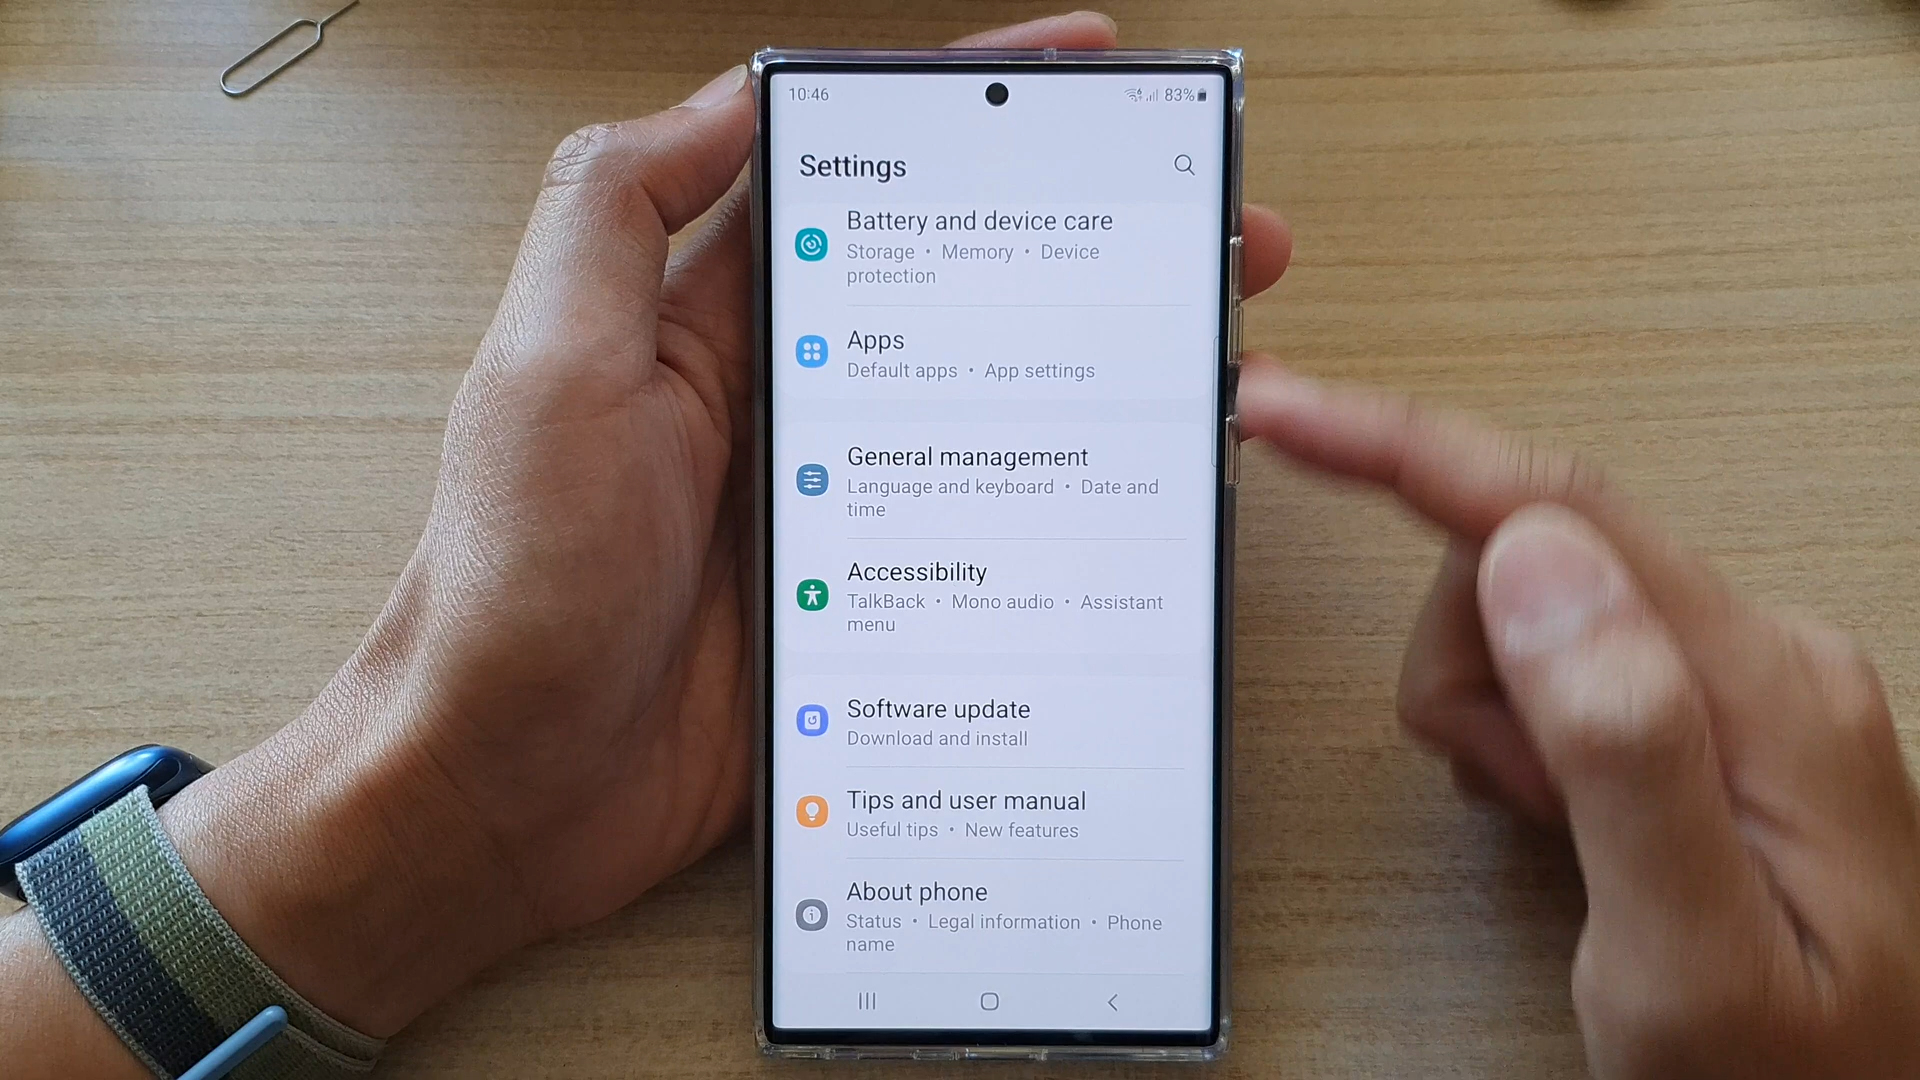 10:46
83%
Settings
Battery and device care
Storage • Memory • Device
protection
Apps
Default apps • App settings
General management
Language and keyboard • Date and
time
Accessibility
TalkBack • Mono audio • Assistant
menu
Software update
Download and install
Tips and user manual
Useful tips • New features
About phone
Status • Legal information • Phone
name